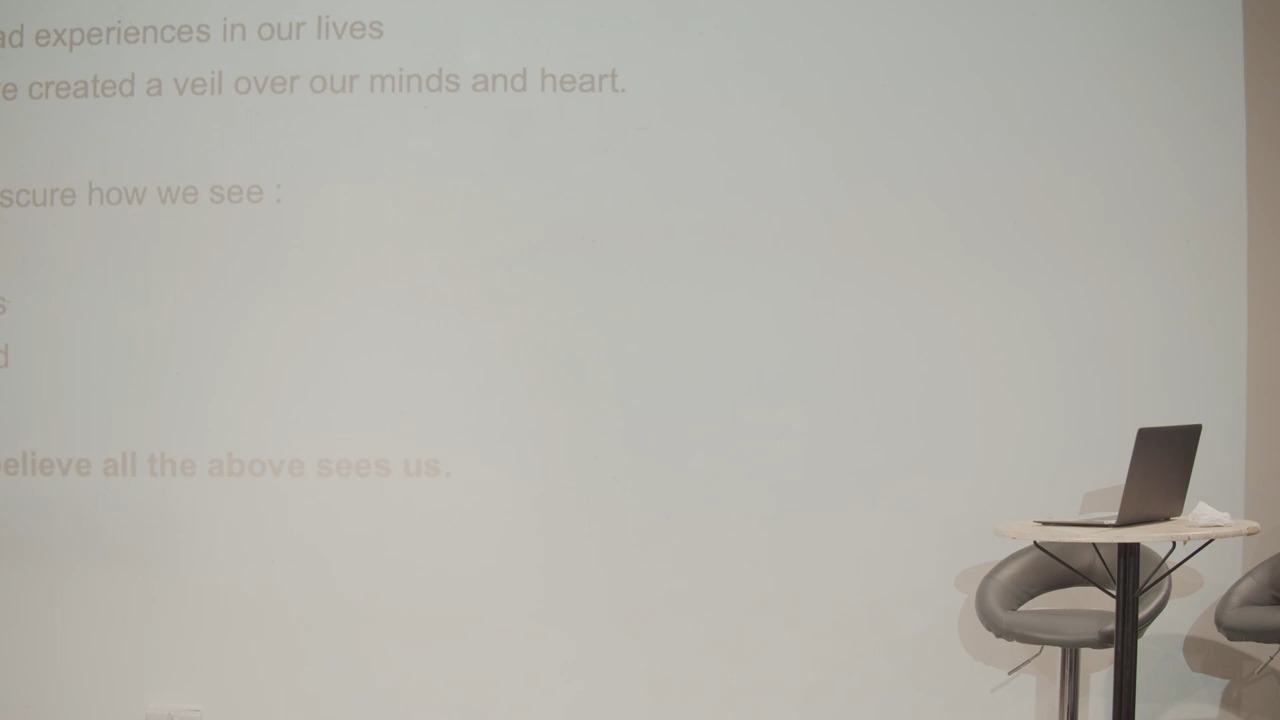 ad experiences in our lives
e created a veil over our minds and heart.
scure how we see :
s
d
elieve all the above sees us.